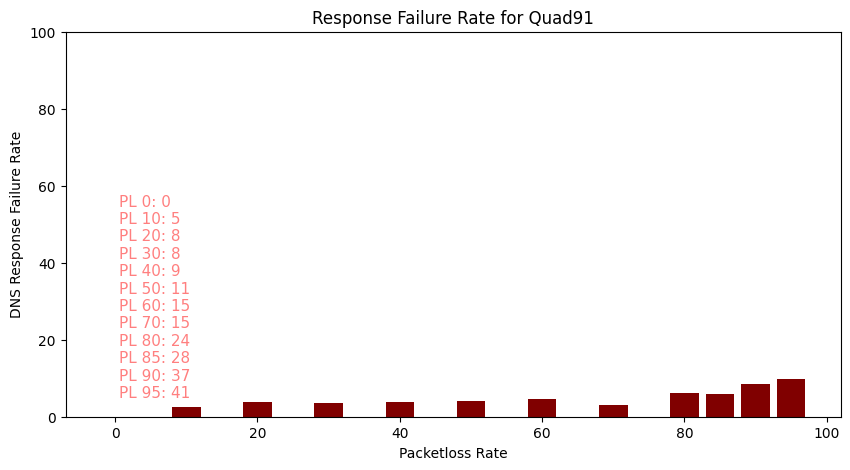 Response Failure Rate for Quad91
100
80
60
40
20
0
DNS Response Failure Rate
PL 0: 0
PL 10: 5
PL 20: 8
PL 30: 8
PL 40: 9
PL 50: 11
PL 60: 15
PL 70: 15
PL 80: 24
PL 85: 28
PL 90: 37
PL 95: 41
0 20 40 60 80 100
Packetloss Rate